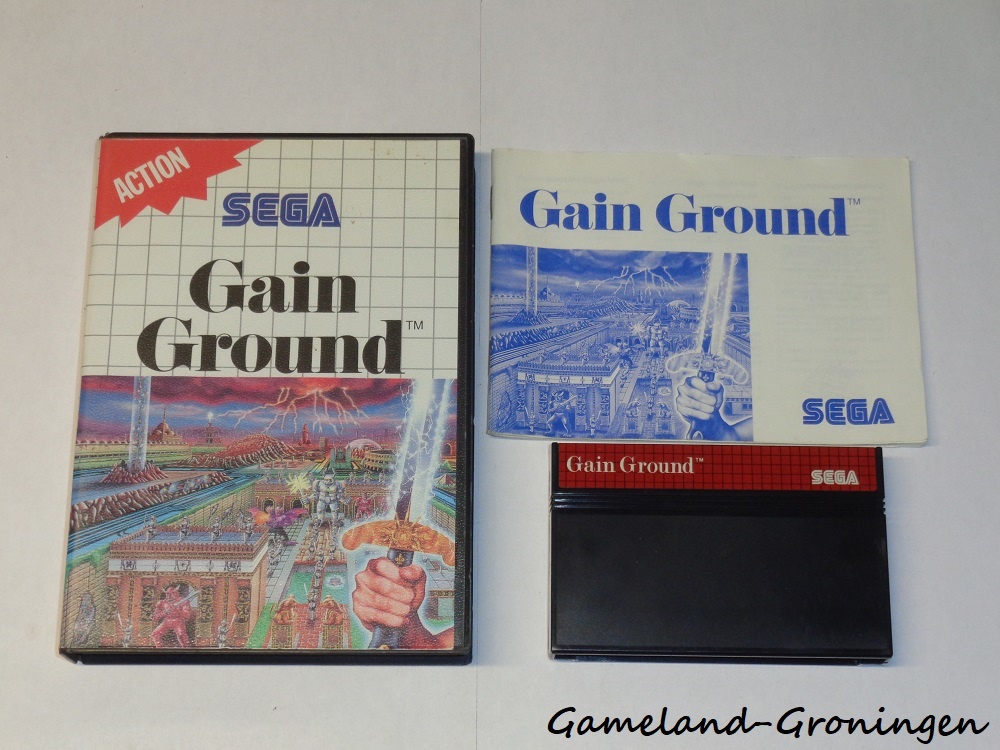 ACTION
SEGA
Gain
Ground™
Gain Ground™
SEGA
Gain Ground™
SEGA
Gameland-Groningen